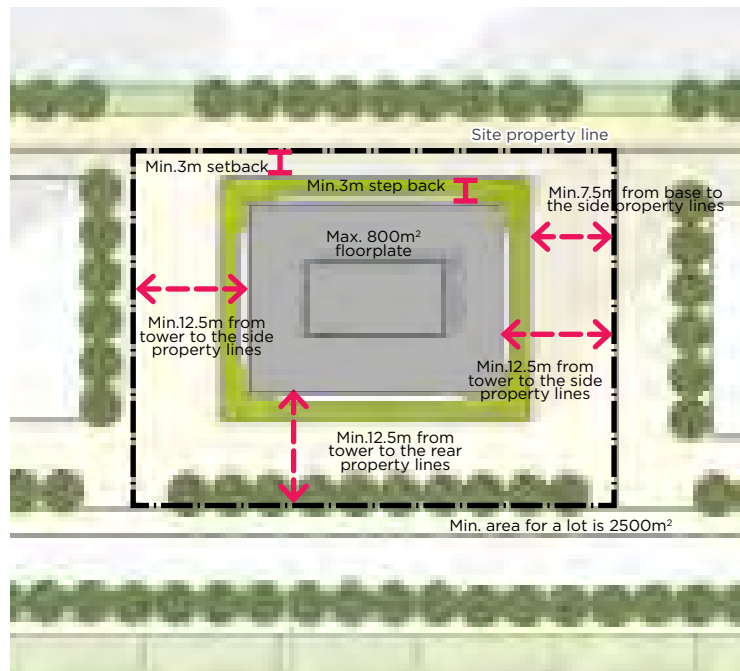 Site property line
Min.3m setback
Min.3m step back
Min.7.5m from base to
the side property lines
Max. 800m²
floorplate
Min.12.5m from
tower to the side
property lines
Min.12.5m from
tower to the side
property lines
Min.12.5m from
tower to the rear
property lines
Min. area for a lot is 2500m²